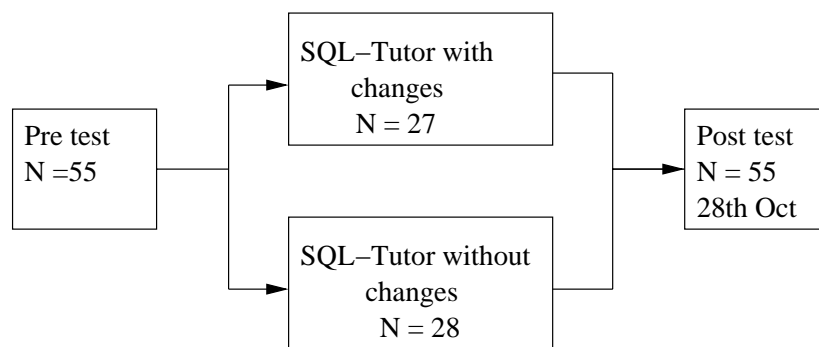 Pre test
N =55
SQL–Tutor with
changes
N = 27
SQL–Tutor without
changes
N = 28
Post test
N = 55
28th Oct